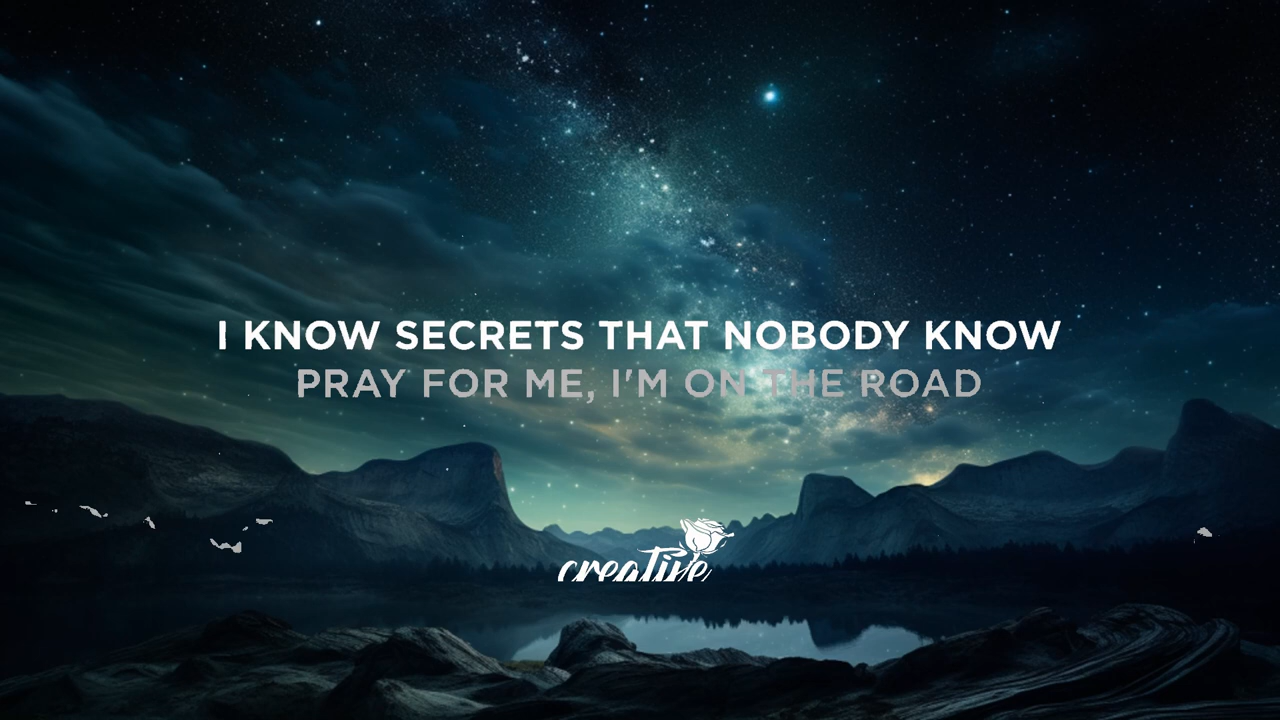 I KNOW SECRETS THAT NOBODY KNOW
PRAY FOR ME, I'M ON THE ROAD
creative